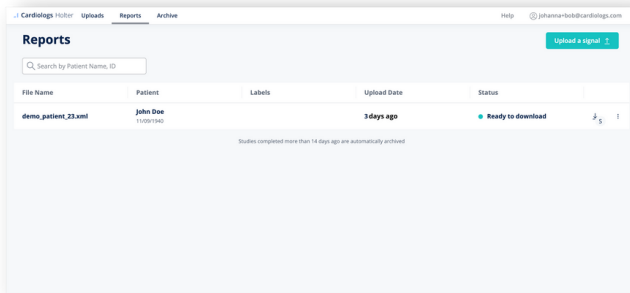 Cardiologs Holter Uploads Reports Archive Help johanna+bob@cardiologs.com
Reports
Upload a signal
Search by Patient Name, ID
File Name Patient Labels Upload Date Status
demo_patient_23.xml John Doe 3 days ago Ready to download
11/09/1940
Studies completed more than 14 days ago are automatically archived